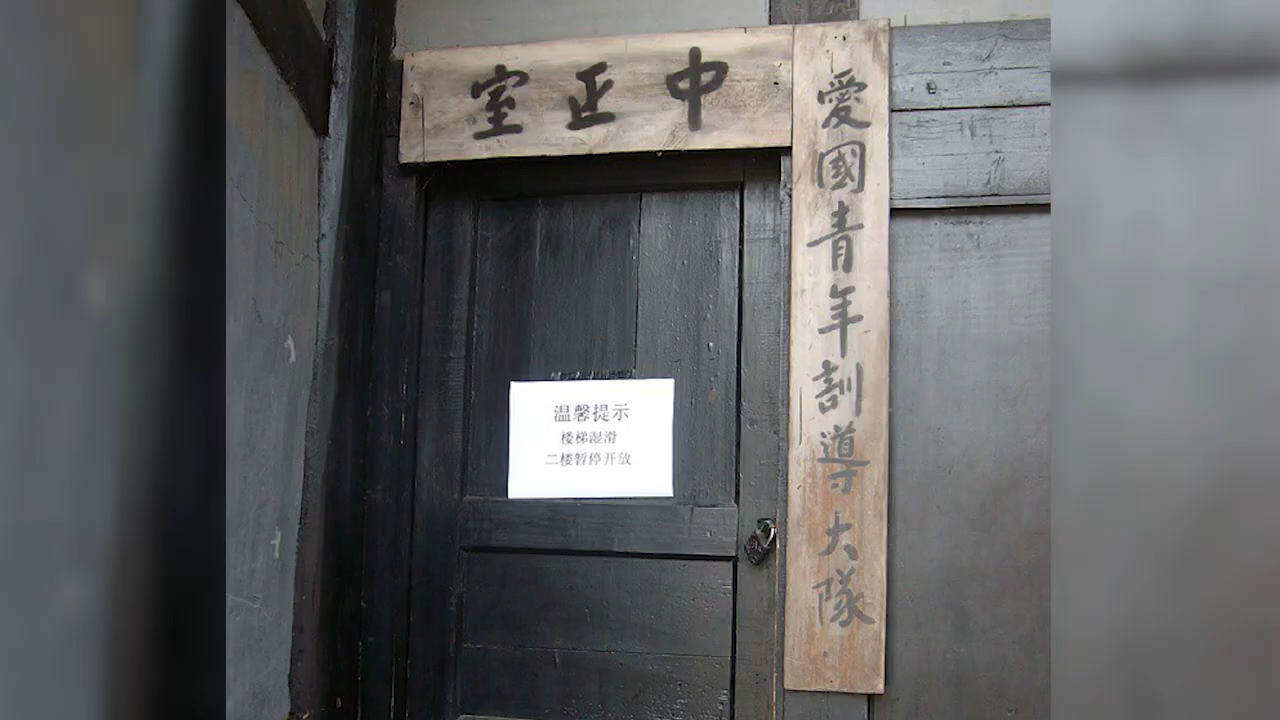 中正室
愛國青年訓導大隊
温馨提示
楼梯湿滑
二楼暂停开放